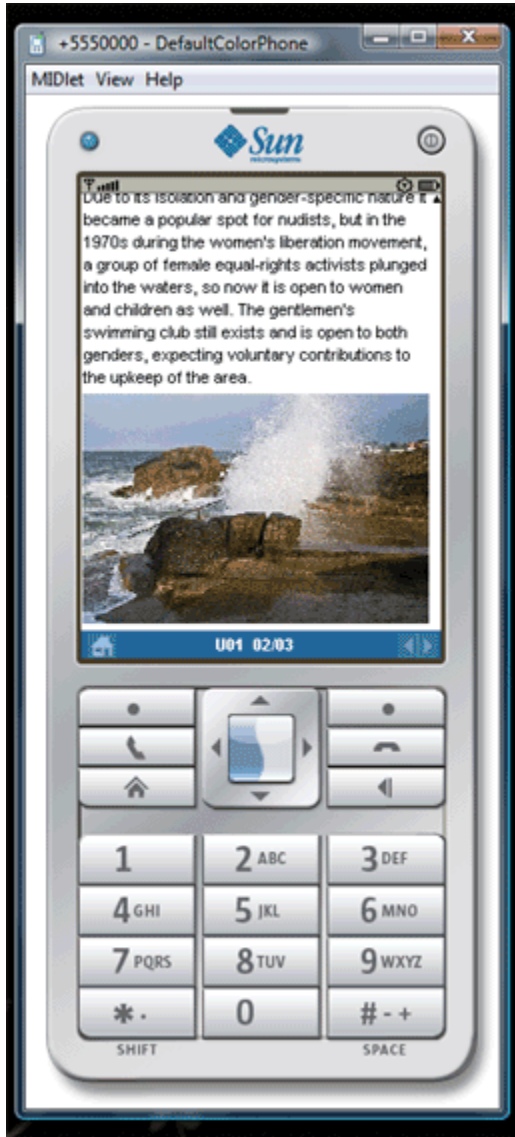 +5550000 - DefaultColorPhone
MIDlet View Help
Sun
microsystems
Due to its isolation and gender-specific nature it
became a popular spot for nudists, but in the
1970s during the women's liberation movement,
a group of female equal-rights activists plunged
into the waters, so now it is open to women
and children as well. The gentlemen's
swimming club still exists and is open to both
genders, expecting voluntary contributions to
the upkeep of the area.
U01 02/03
1 2 ABC 3 DEF
4 GHI 5 JKL 6 MNO
7 PQRS 8 TUV 9 WXYZ
* . 0 # - +
SHIFT SPACE